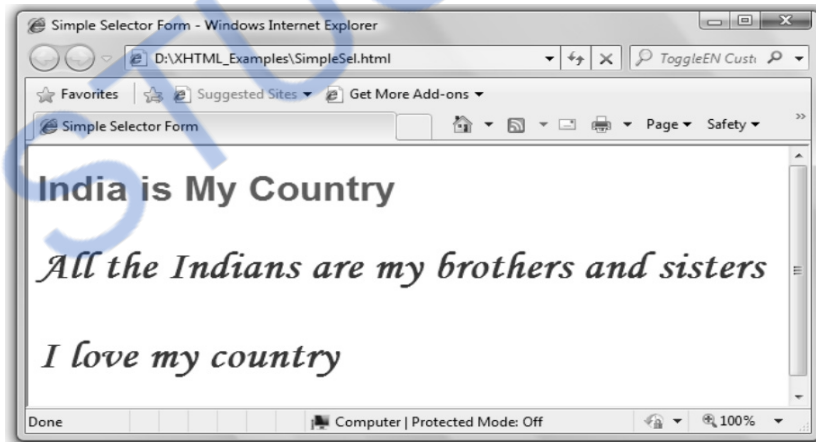 Simple Selector Form - Windows Internet Explorer
D:\XHTML_Examples\SimpleSel.html ToggleEN Custi
Favorites Suggested Sites Get More Add-ons
Simple Selector Form Page Safety »
India is My Country
All the Indians are my brothers and sisters
I love my country
Done Computer | Protected Mode: Off 100%